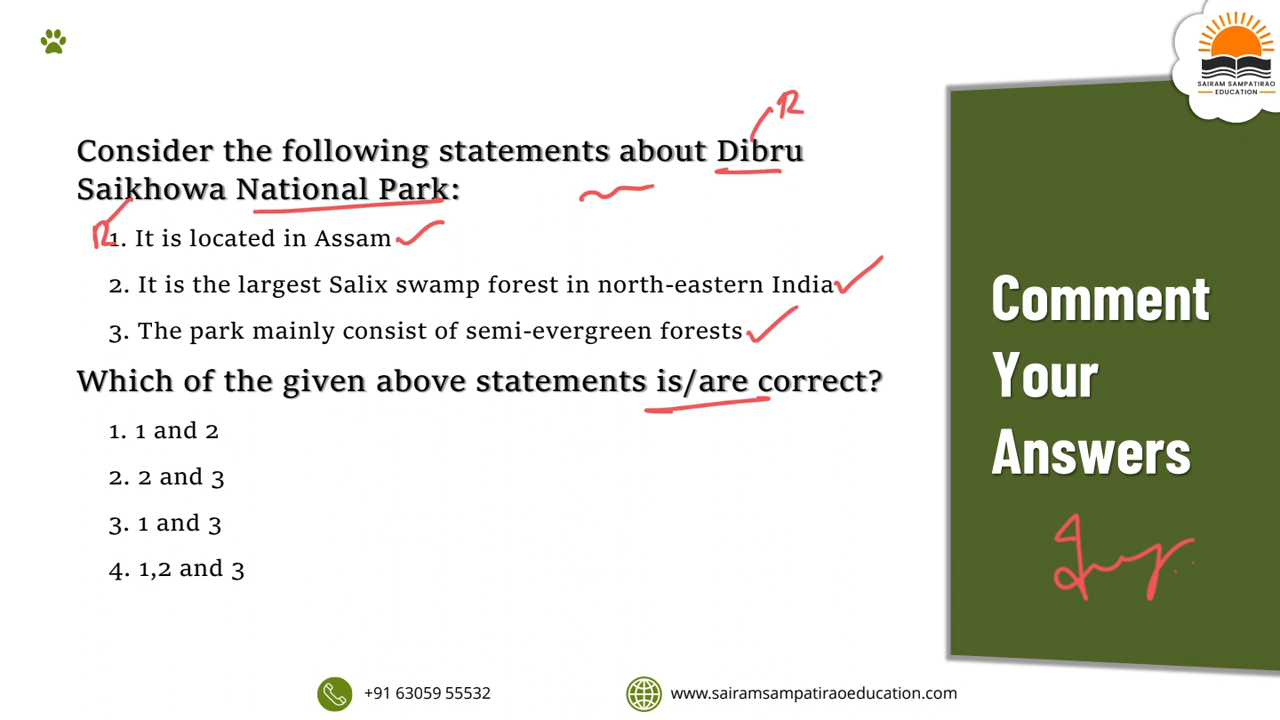 SAIRAM SAMPATIRAO
EDUCATION
R
Consider the following statements about Dibru
Saikhowa National Park:
R
1. It is located in Assam
2. It is the largest Salix swamp forest in north-eastern India
3. The park mainly consist of semi-evergreen forests
Which of the given above statements is/are correct?
1. 1 and 2
2. 2 and 3
3. 1 and 3
4. 1,2 and 3
Comment
Your
Answers
+91 63059 55532
www.sairamsampatiraoeducation.com